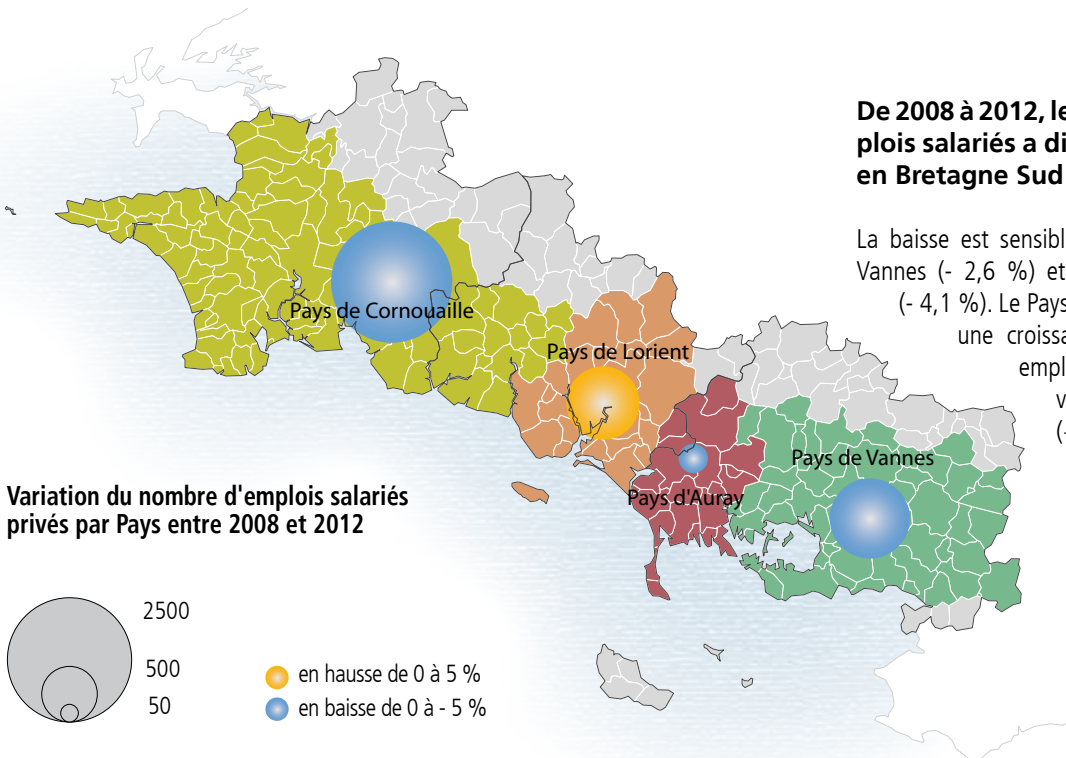 De 2008 à 2012, le
plois salariés a di
en Bretagne Sud
La baisse est sensibl
Vannes (- 2,6 %) et
(- 4,1 %). Le Pays
une croissa
empl
v
(-
Pays de Cornouaille
Pays de Lorient
Pays de Vannes
Pays d'Auray
Variation du nombre d'emplois salariés
privés par Pays entre 2008 et 2012
2500
500
50
en hausse de 0 à 5 %
en baisse de 0 à - 5 %